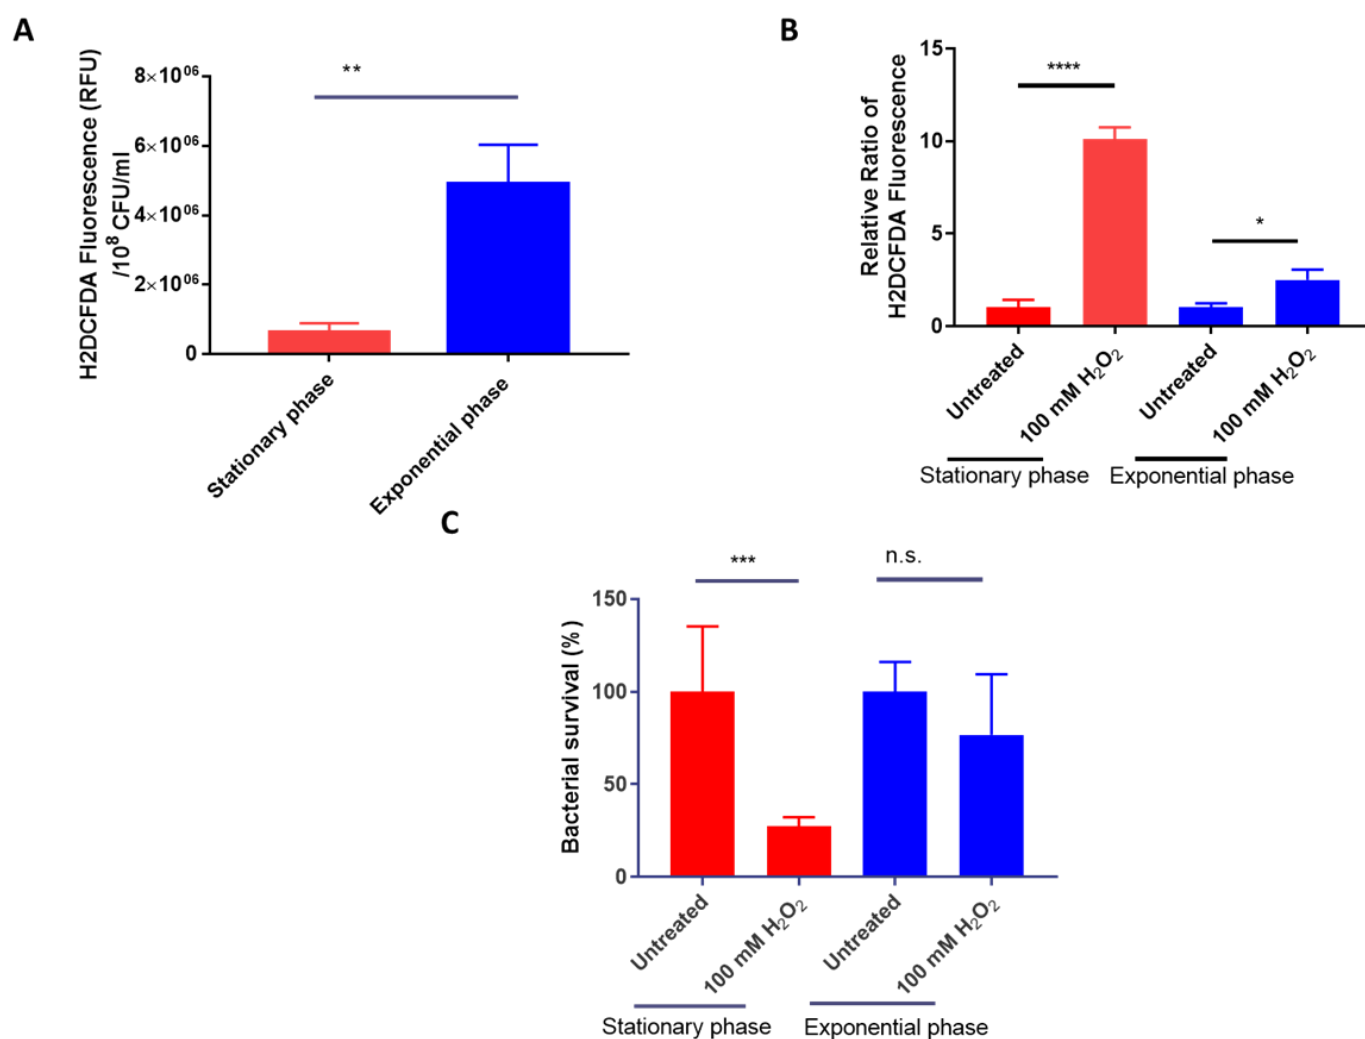 A
H2DCFDA Fluorescence (RFU)
/10⁸ CFU/ml
8×10⁰⁶
6×10⁰⁶
4×10⁰⁶
2×10⁰⁶
0
**
Stationary phase
Exponential phase
B
Relative Ratio of
H2DCFDA Fluorescence
15
10
5
0
****
*
Untreated
100 mM H₂O₂
Untreated
100 mM H₂O₂
Stationary phase
Exponential phase
C
Bacterial survival (%)
150
100
50
0
***
n.s.
Untreated
100 mM H₂O₂
Untreated
100 mM H₂O₂
Stationary phase
Exponential phase